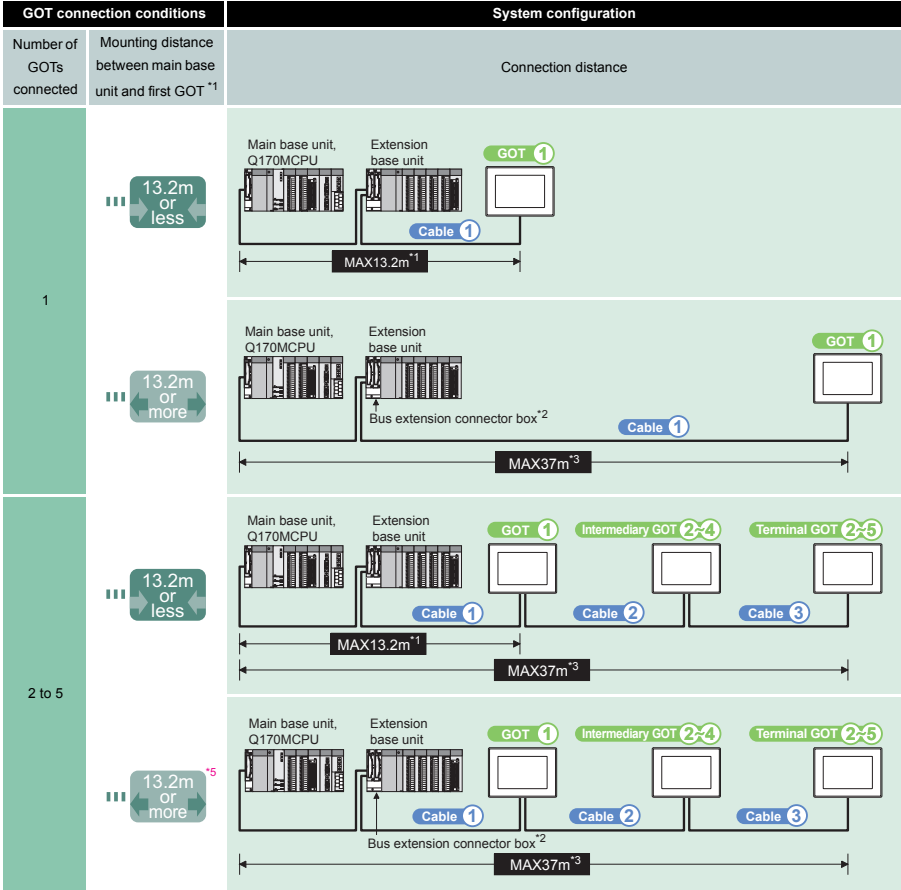 GOT connection conditions
System configuration
Number of
GOTs
connected
Mounting distance
between main base
unit and first GOT *1
Connection distance
1
13.2m
or
less
Main base unit,
Q170MCPU
Extension
base unit
GOT 1
Cable 1
MAX13.2m*1
13.2m
or
more
Main base unit,
Q170MCPU
Extension
base unit
GOT 1
Bus extension connector box*2
Cable 1
MAX37m*3
2 to 5
13.2m
or
less
Main base unit,
Q170MCPU
Extension
base unit
GOT 1
Intermediary GOT 2~4
Terminal GOT 2~5
Cable 1
Cable 2
Cable 3
MAX13.2m*1
MAX37m*3
13.2m
or
more
*5
Main base unit,
Q170MCPU
Extension
base unit
GOT 1
Intermediary GOT 2~4
Terminal GOT 2~5
Cable 1
Cable 2
Cable 3
Bus extension connector box*2
MAX37m*3